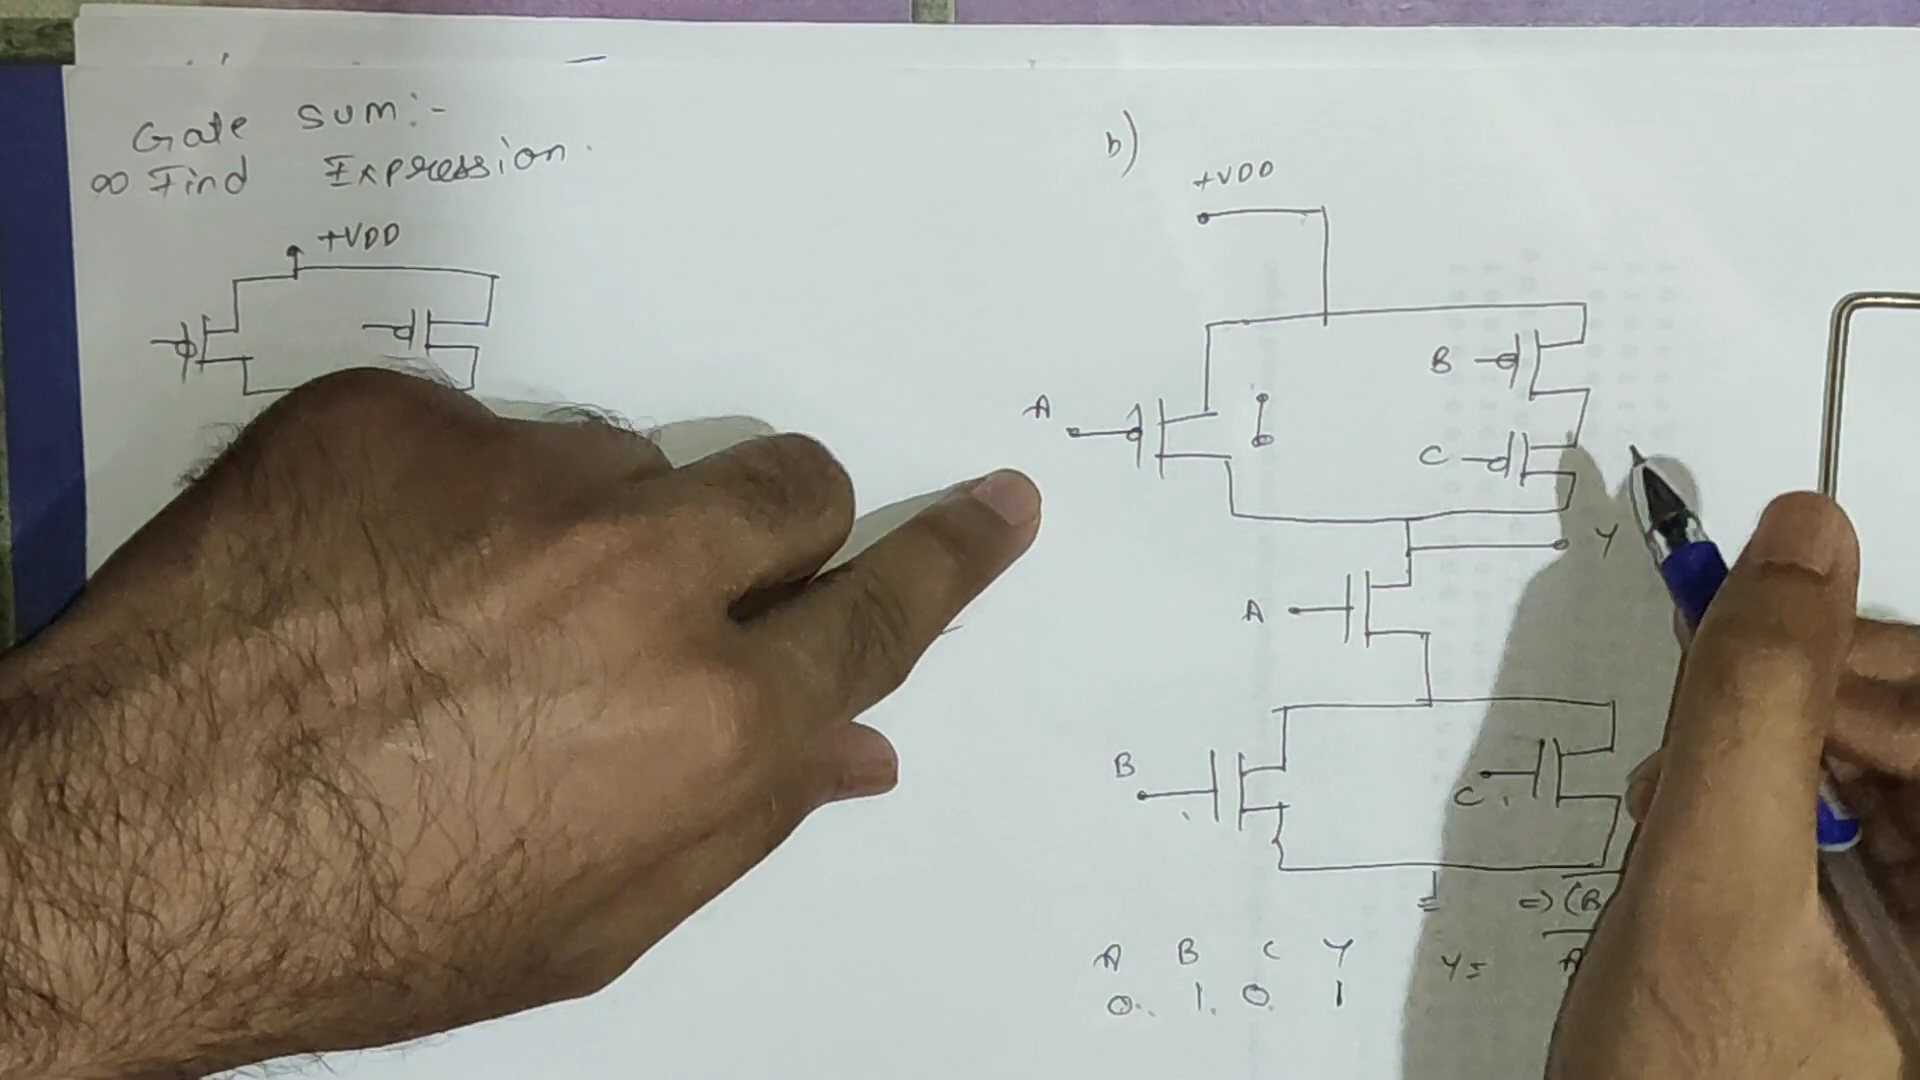 Gate sum:-
Find Expression.
+VDD
b)
+VDD
A
B
C
Y
A
B
C
=> (B
A B C Y
0 1 0 1
Y=